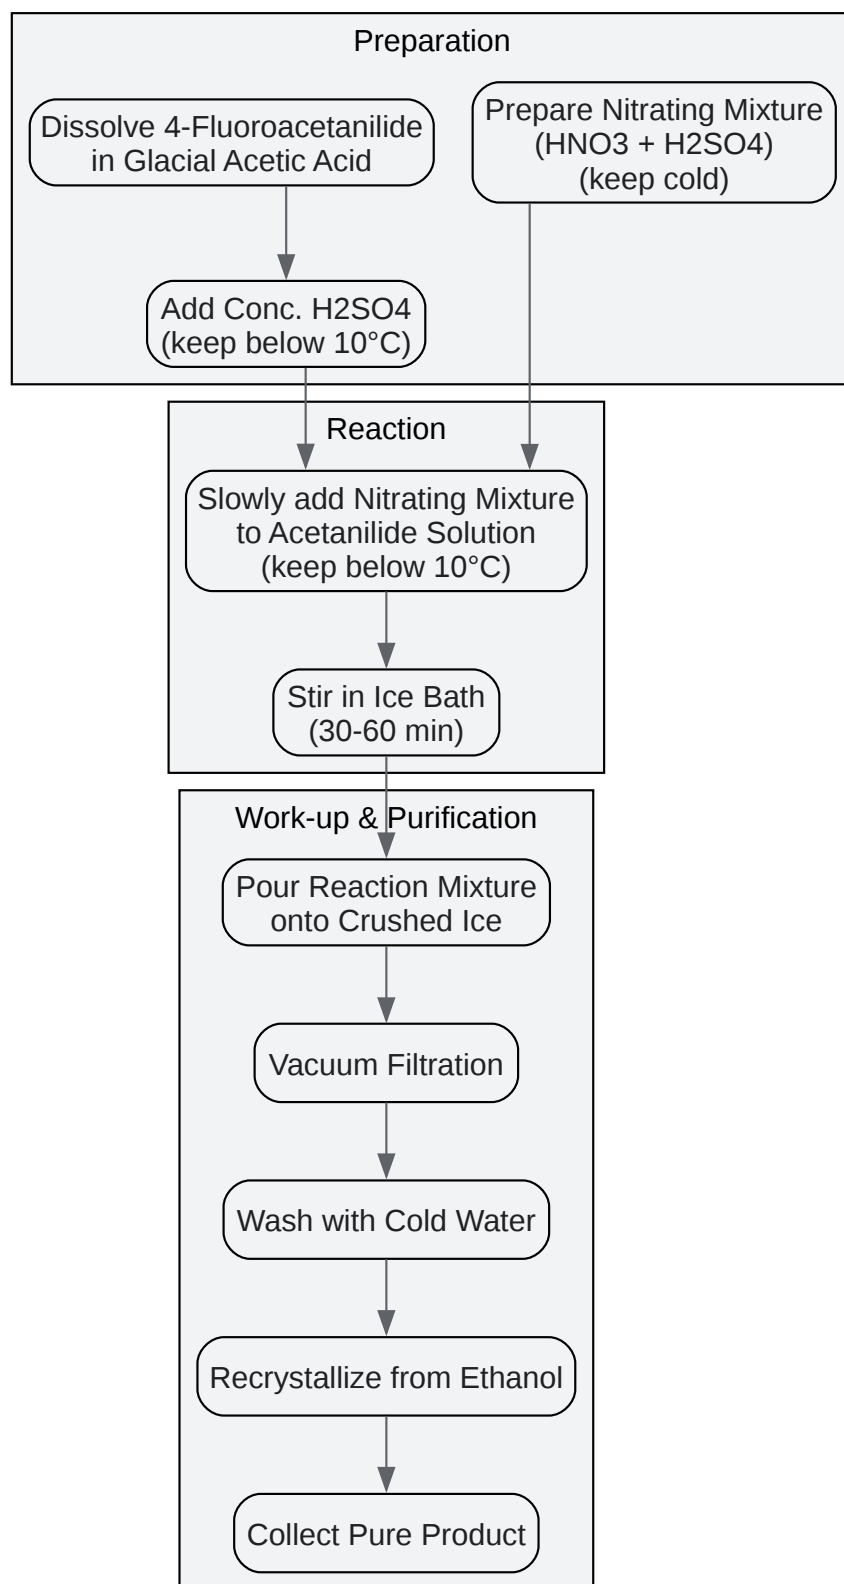 Preparation
Dissolve 4-Fluoroacetanilide
in Glacial Acetic Acid
Prepare Nitrating Mixture
(HNO3 + H2SO4)
(keep cold)
Add Conc. H2SO4
(keep below 10°C)
Reaction
Slowly add Nitrating Mixture
to Acetanilide Solution
(keep below 10°C)
Stir in Ice Bath
(30-60 min)
Work-up & Purification
Pour Reaction Mixture
onto Crushed Ice
Vacuum Filtration
Wash with Cold Water
Recrystallize from Ethanol
Collect Pure Product